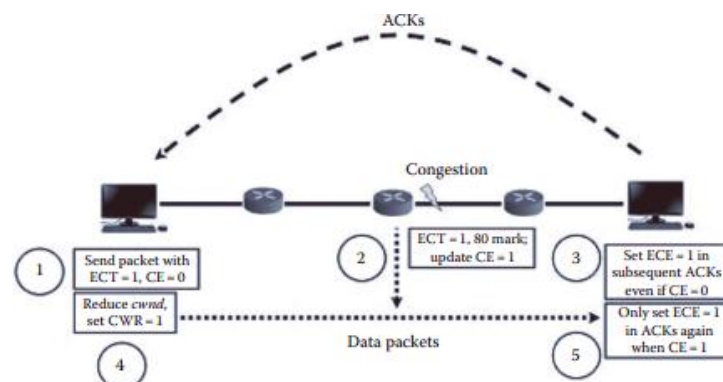 ACKs
Congestion
1
Send packet with
ECT = 1, CE = 0
2
ECT = 1, 80 mark;
update CE = 1
3
Set ECE = 1 in
subsequent ACKs
even if CE = 0
Reduce cwnd,
set CWR = 1
4
Data packets
Only set ECE = 1
in ACKs again
when CE = 1
5